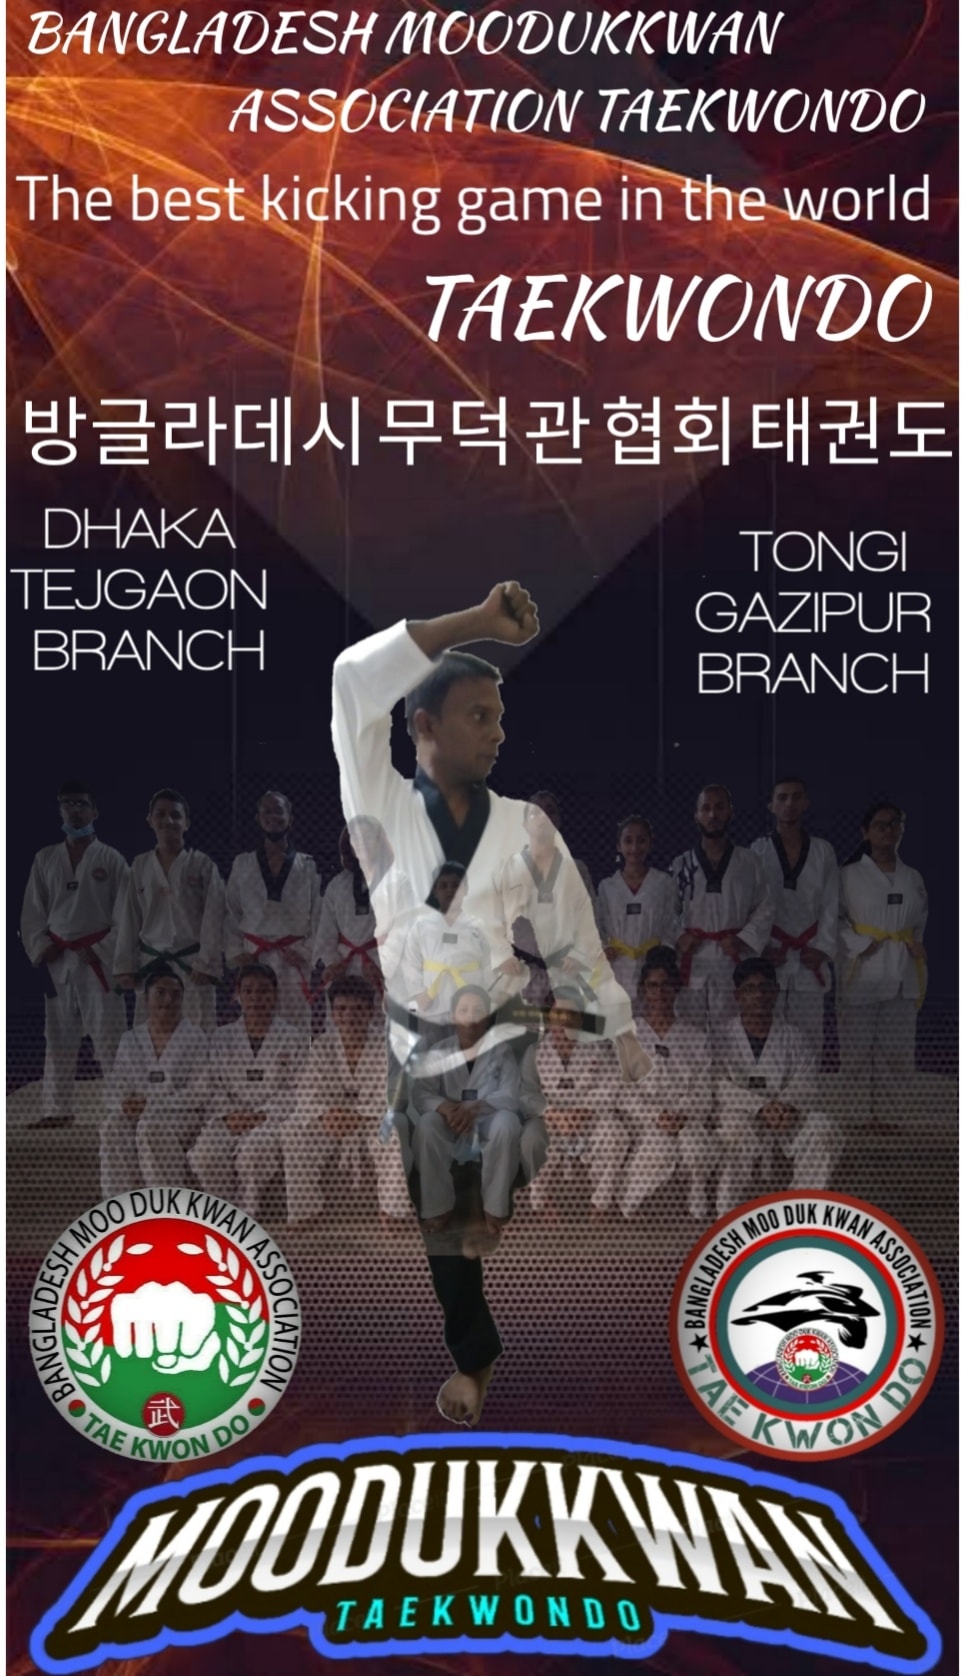 BANGLADESH MOODUKKWAN
ASSOCIATION TAEKWONDO
The best kicking game in the world
TAEKWONDO
방글라데시 무덕 관 협회 태권도
DHAKA
TEJGAON
BRANCH
TONGI
GAZIPUR
BRANCH
BANGLADESH MOO DUK KWAN ASSOCIATION
武
TAE KWON DO
BANGLADESH MOO DUK KWAN ASSOCIATION
TAE KWON DO
MOODUKKWAN
TAEKWONDO